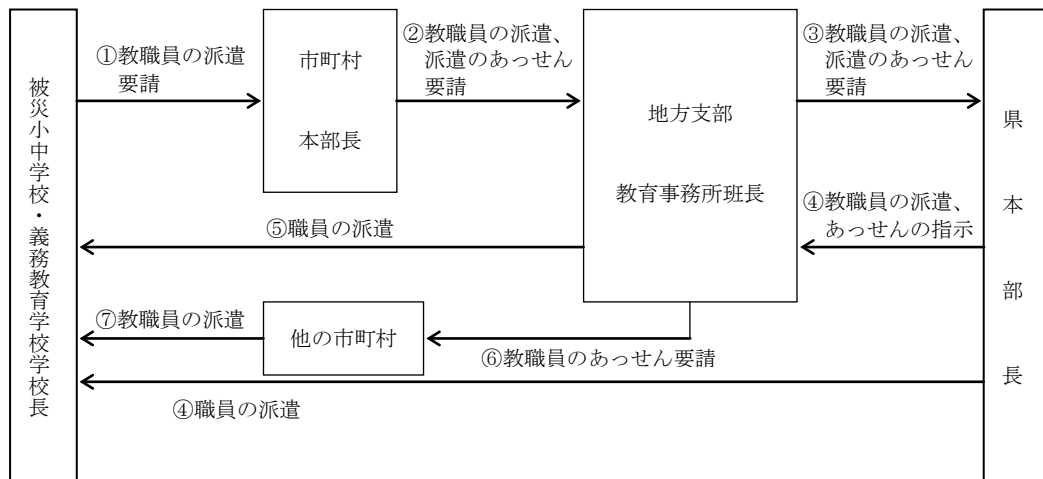 被災小中学校・義務教育学校学校長
①教職員の派遣
要請
市町村
本部長
②教職員の派遣、
派遣のあっせん
要請
地方支部
教育事務所班長
③教職員の派遣、
派遣のあっせん
要請
県本部長
④教職員の派遣、
あっせんの指示
⑤職員の派遣
⑦教職員の派遣
他の市町村
⑥教職員のあっせん要請
④職員の派遣